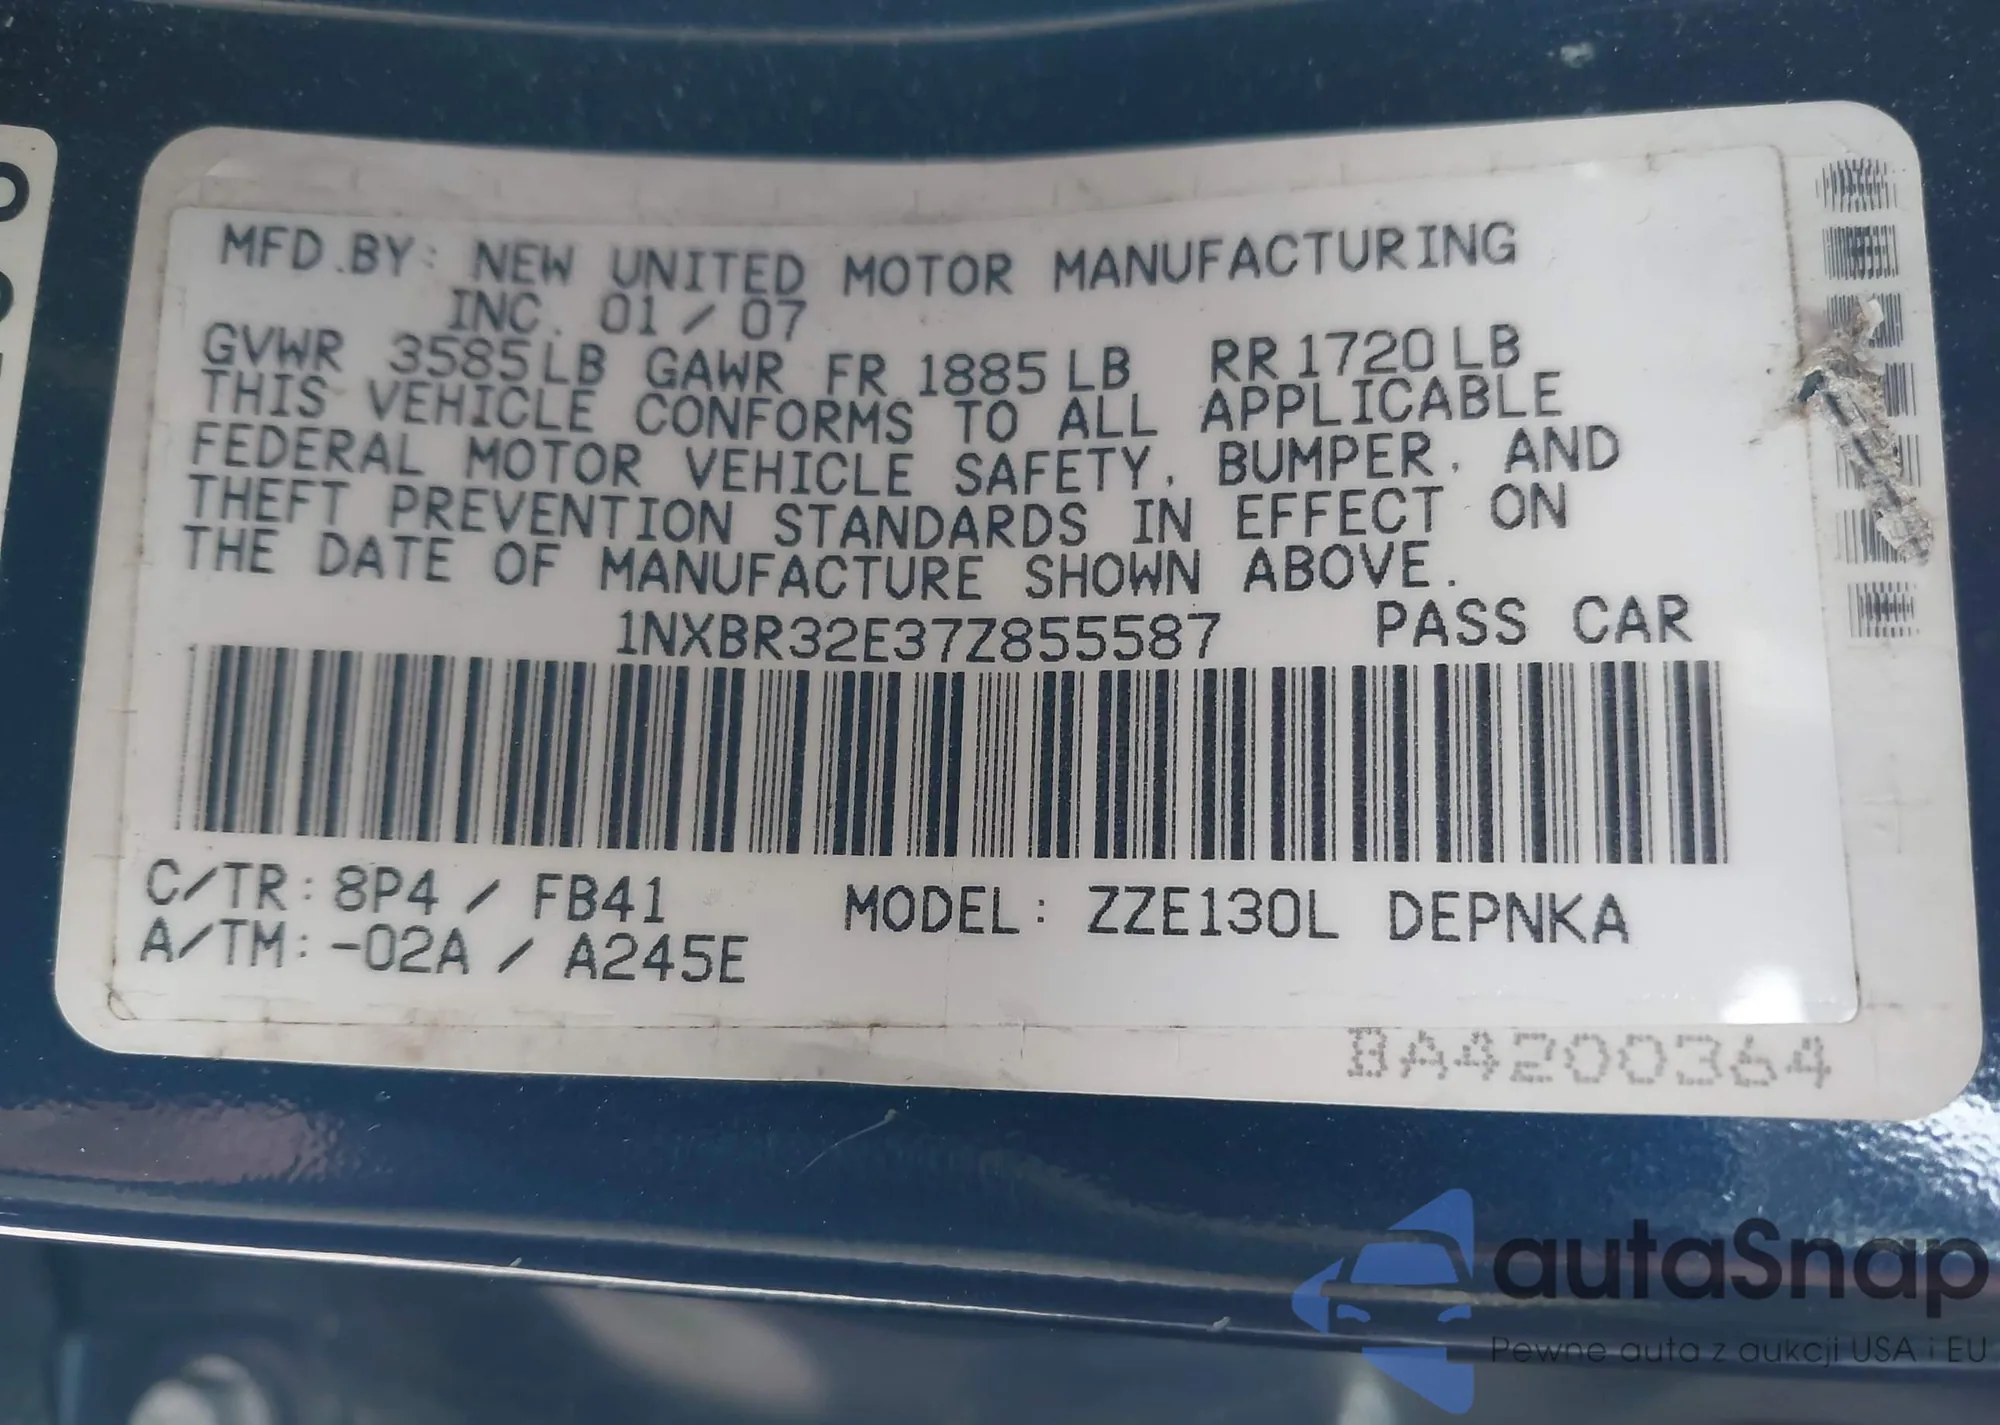 MFD.BY: NEW UNITED MOTOR MANUFACTURING
INC. 01 / 07
GVWR 3585LB GAWR FR 1885LB RR1720LB
THIS VEHICLE CONFORMS TO ALL APPLICABLE
FEDERAL MOTOR VEHICLE SAFETY, BUMPER, AND
THEFT PREVENTION STANDARDS IN EFFECT ON
THE DATE OF MANUFACTURE SHOWN ABOVE.
1NXBR32E37Z855587 PASS CAR
C/TR: 8P4 / FB41 MODEL: ZZE130L DEPNKA
A/TM: -02A / A245E
BA4200364
autaSnap
Pewne auta z aukcji USA i EU